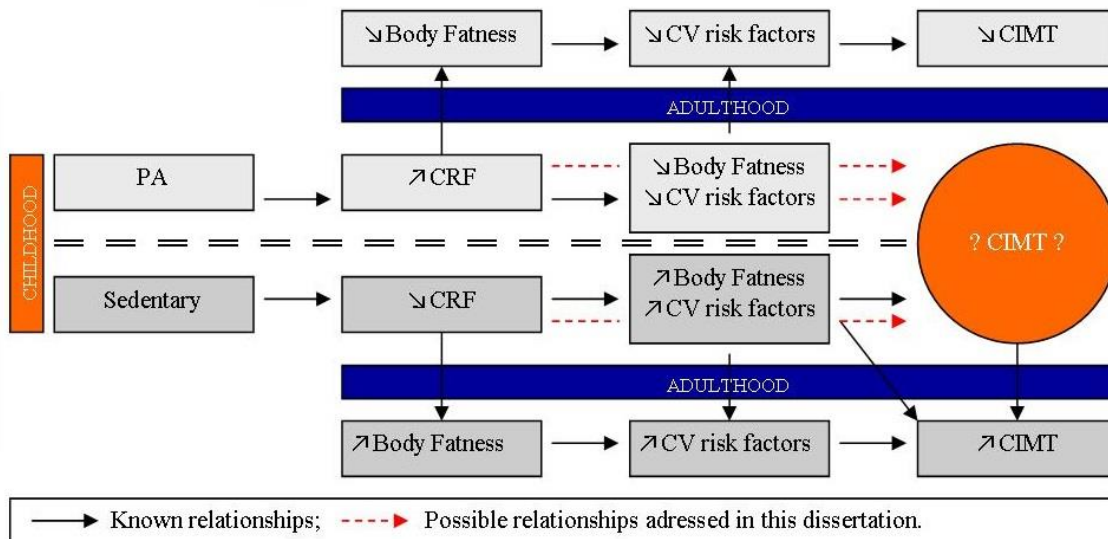 ↘ Body Fatness
↘ CV risk factors
↘ CIMT
ADULTHOOD
CHILDHOOD
PA
↗ CRF
↘ Body Fatness
↘ CV risk factors
? CIMT ?
Sedentary
↘ CRF
↗ Body Fatness
↗ CV risk factors
ADULTHOOD
↗ Body Fatness
↗ CV risk factors
↗ CIMT
Known relationships; Possible relationships adressed in this dissertation.